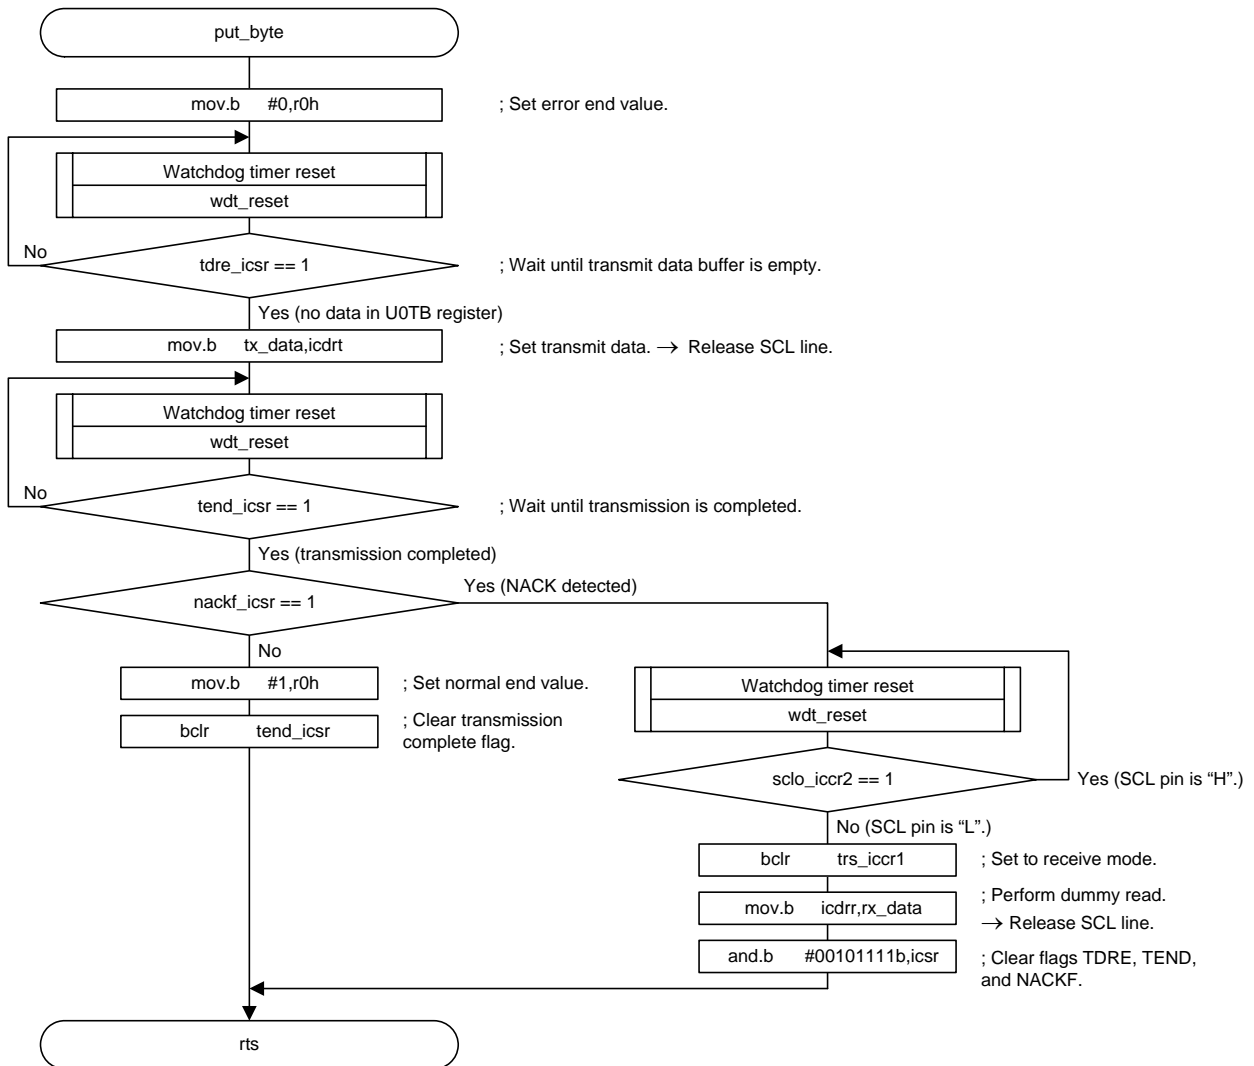 put_byte
mov.b #0,r0h ; Set error end value.
Watchdog timer reset
wdt_reset
No
tdre_icsr == 1 ; Wait until transmit data buffer is empty.
Yes (no data in U0TB register)
mov.b tx_data,icdrt ; Set transmit data. → Release SCL line.
Watchdog timer reset
wdt_reset
No
tend_icsr == 1 ; Wait until transmission is completed.
Yes (transmission completed)
Yes (NACK detected)
nackf_icsr == 1
No
mov.b #1,r0h ; Set normal end value.
bclr tend_icsr ; Clear transmission
complete flag.
Watchdog timer reset
wdt_reset
sclo_iccr2 == 1 Yes (SCL pin is “H”.)
No (SCL pin is “L”.)
bclr trs_iccr1 ; Set to receive mode.
mov.b icdrr,rx_data ; Perform dummy read.
→ Release SCL line.
and.b #00101111b,icsr ; Clear flags TDRE, TEND,
and NACKF.
rts